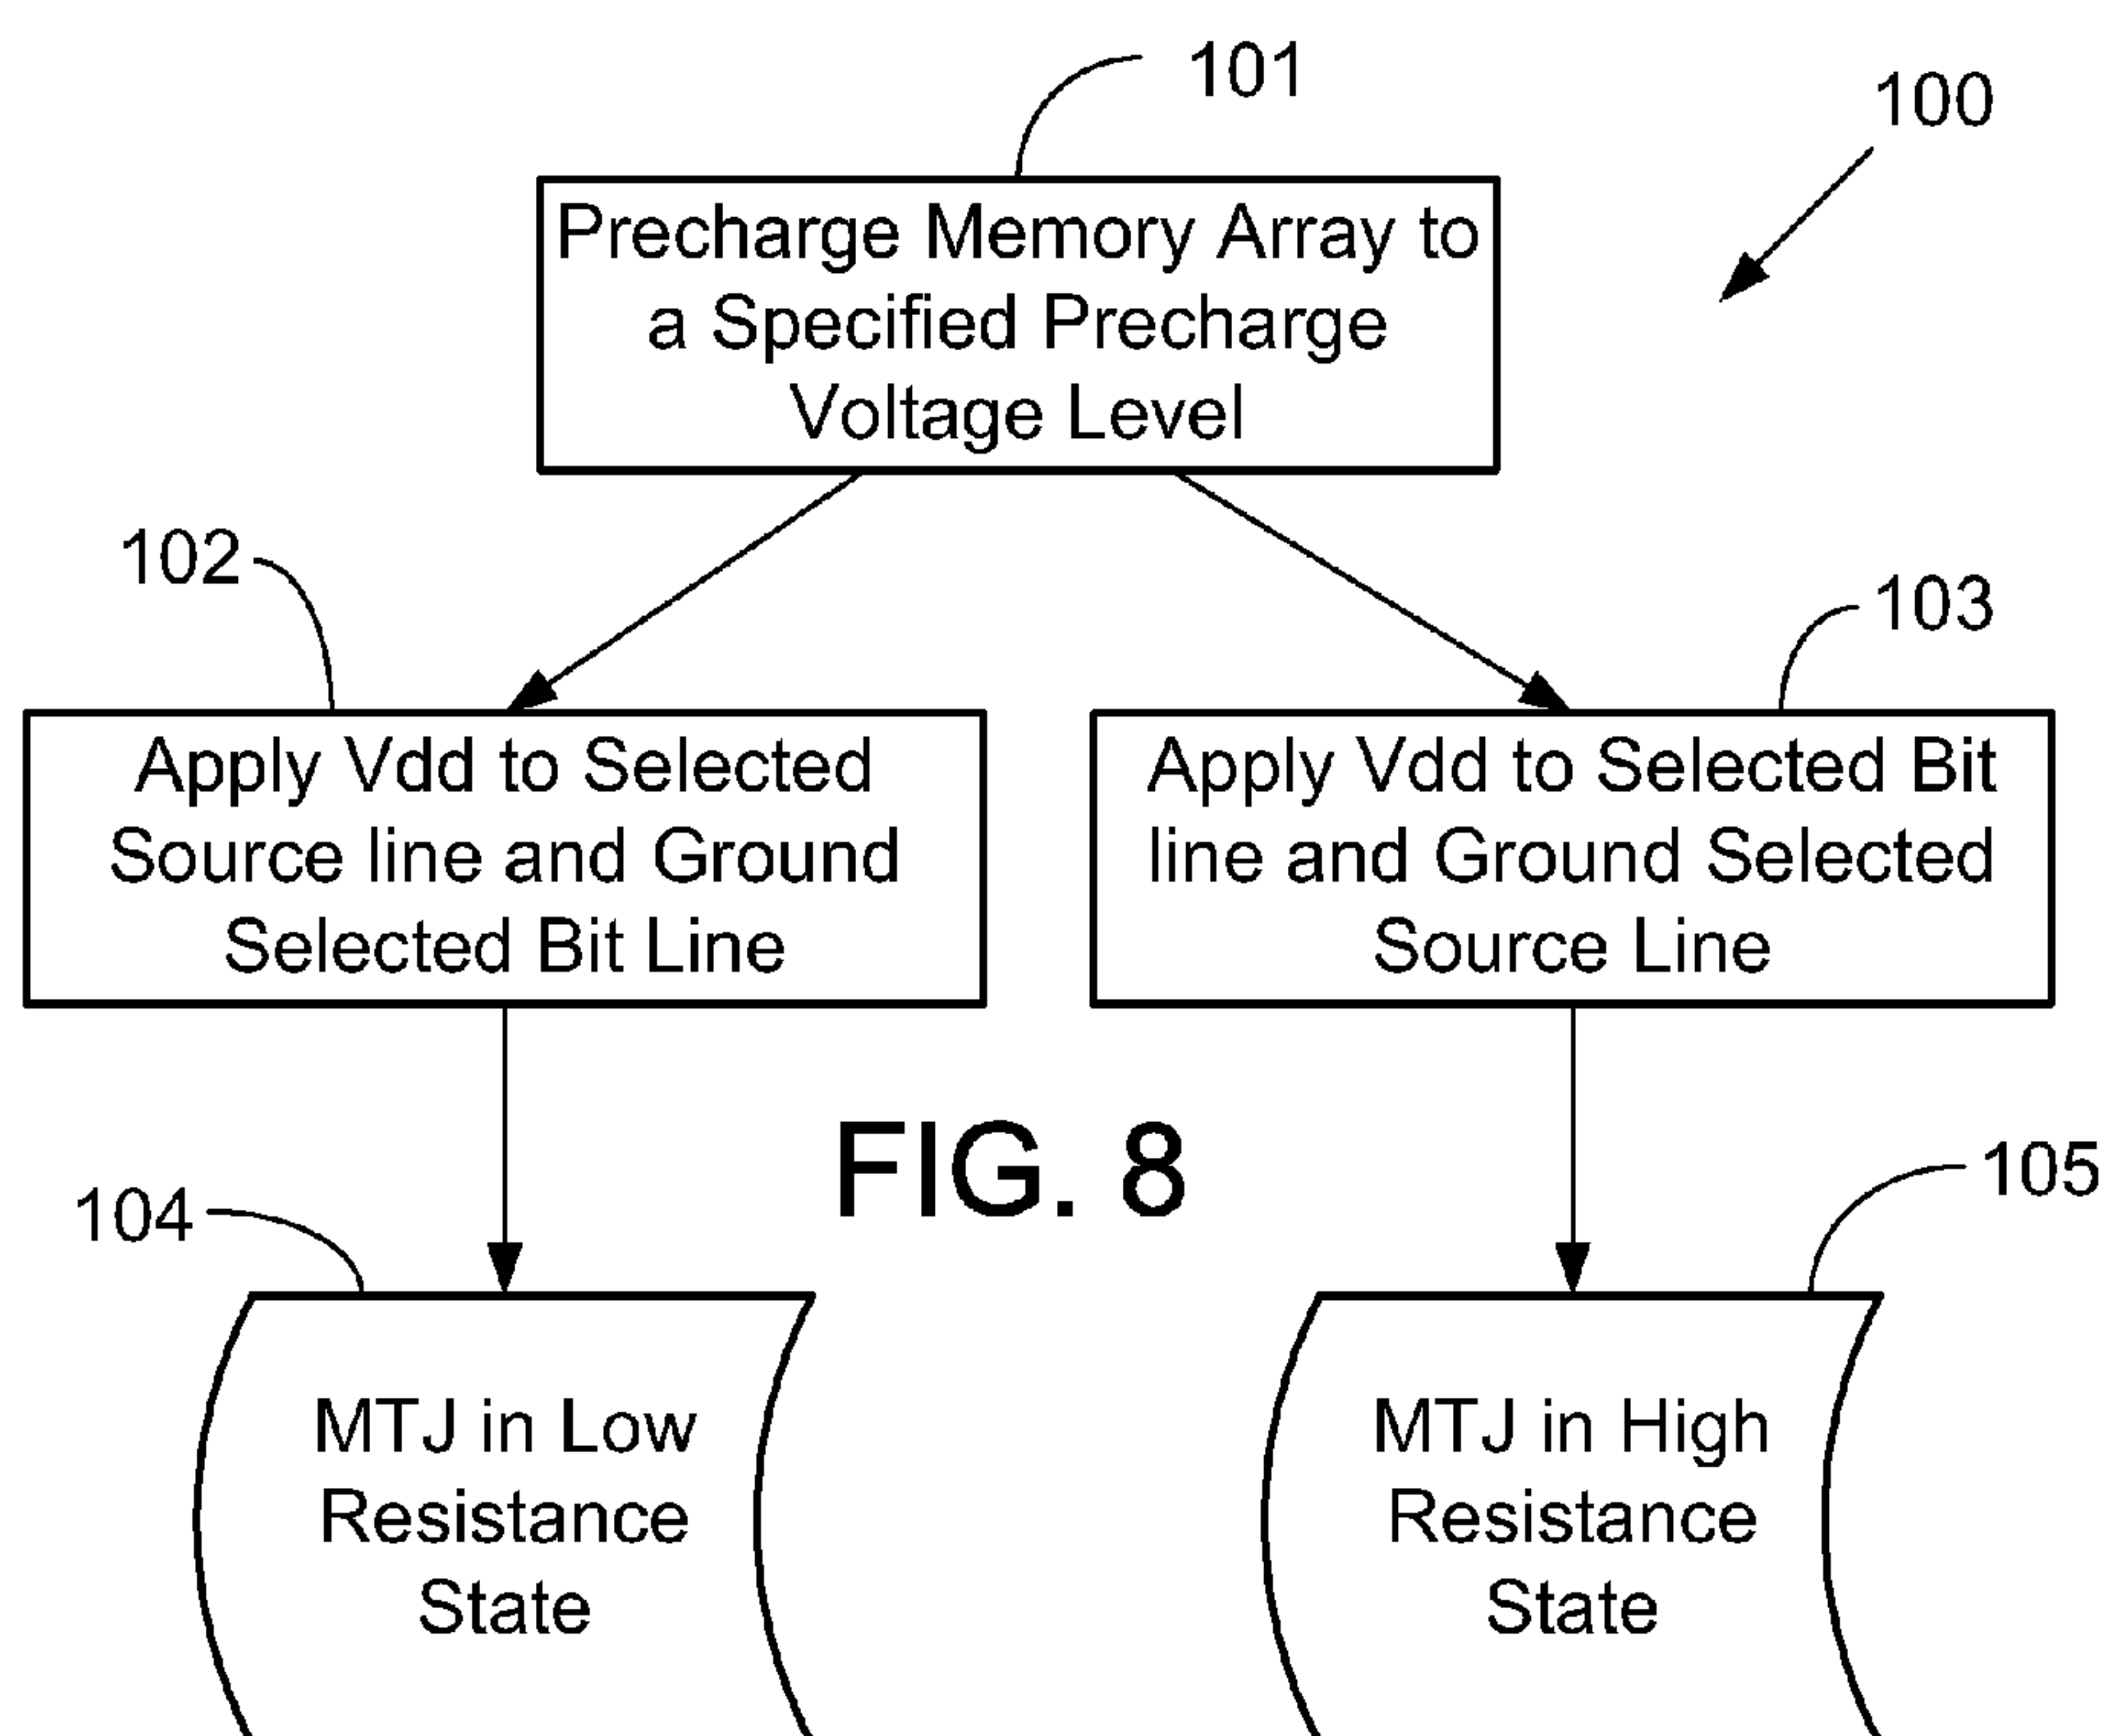 101
100
Precharge Memory Array to
a Specified Precharge
Voltage Level
102
103
Apply Vdd to Selected
Source line and Ground
Selected Bit Line
Apply Vdd to Selected Bit
line and Ground Selected
Source Line
FIG. 8
104
105
MTJ in Low
Resistance
State
MTJ in High
Resistance
State